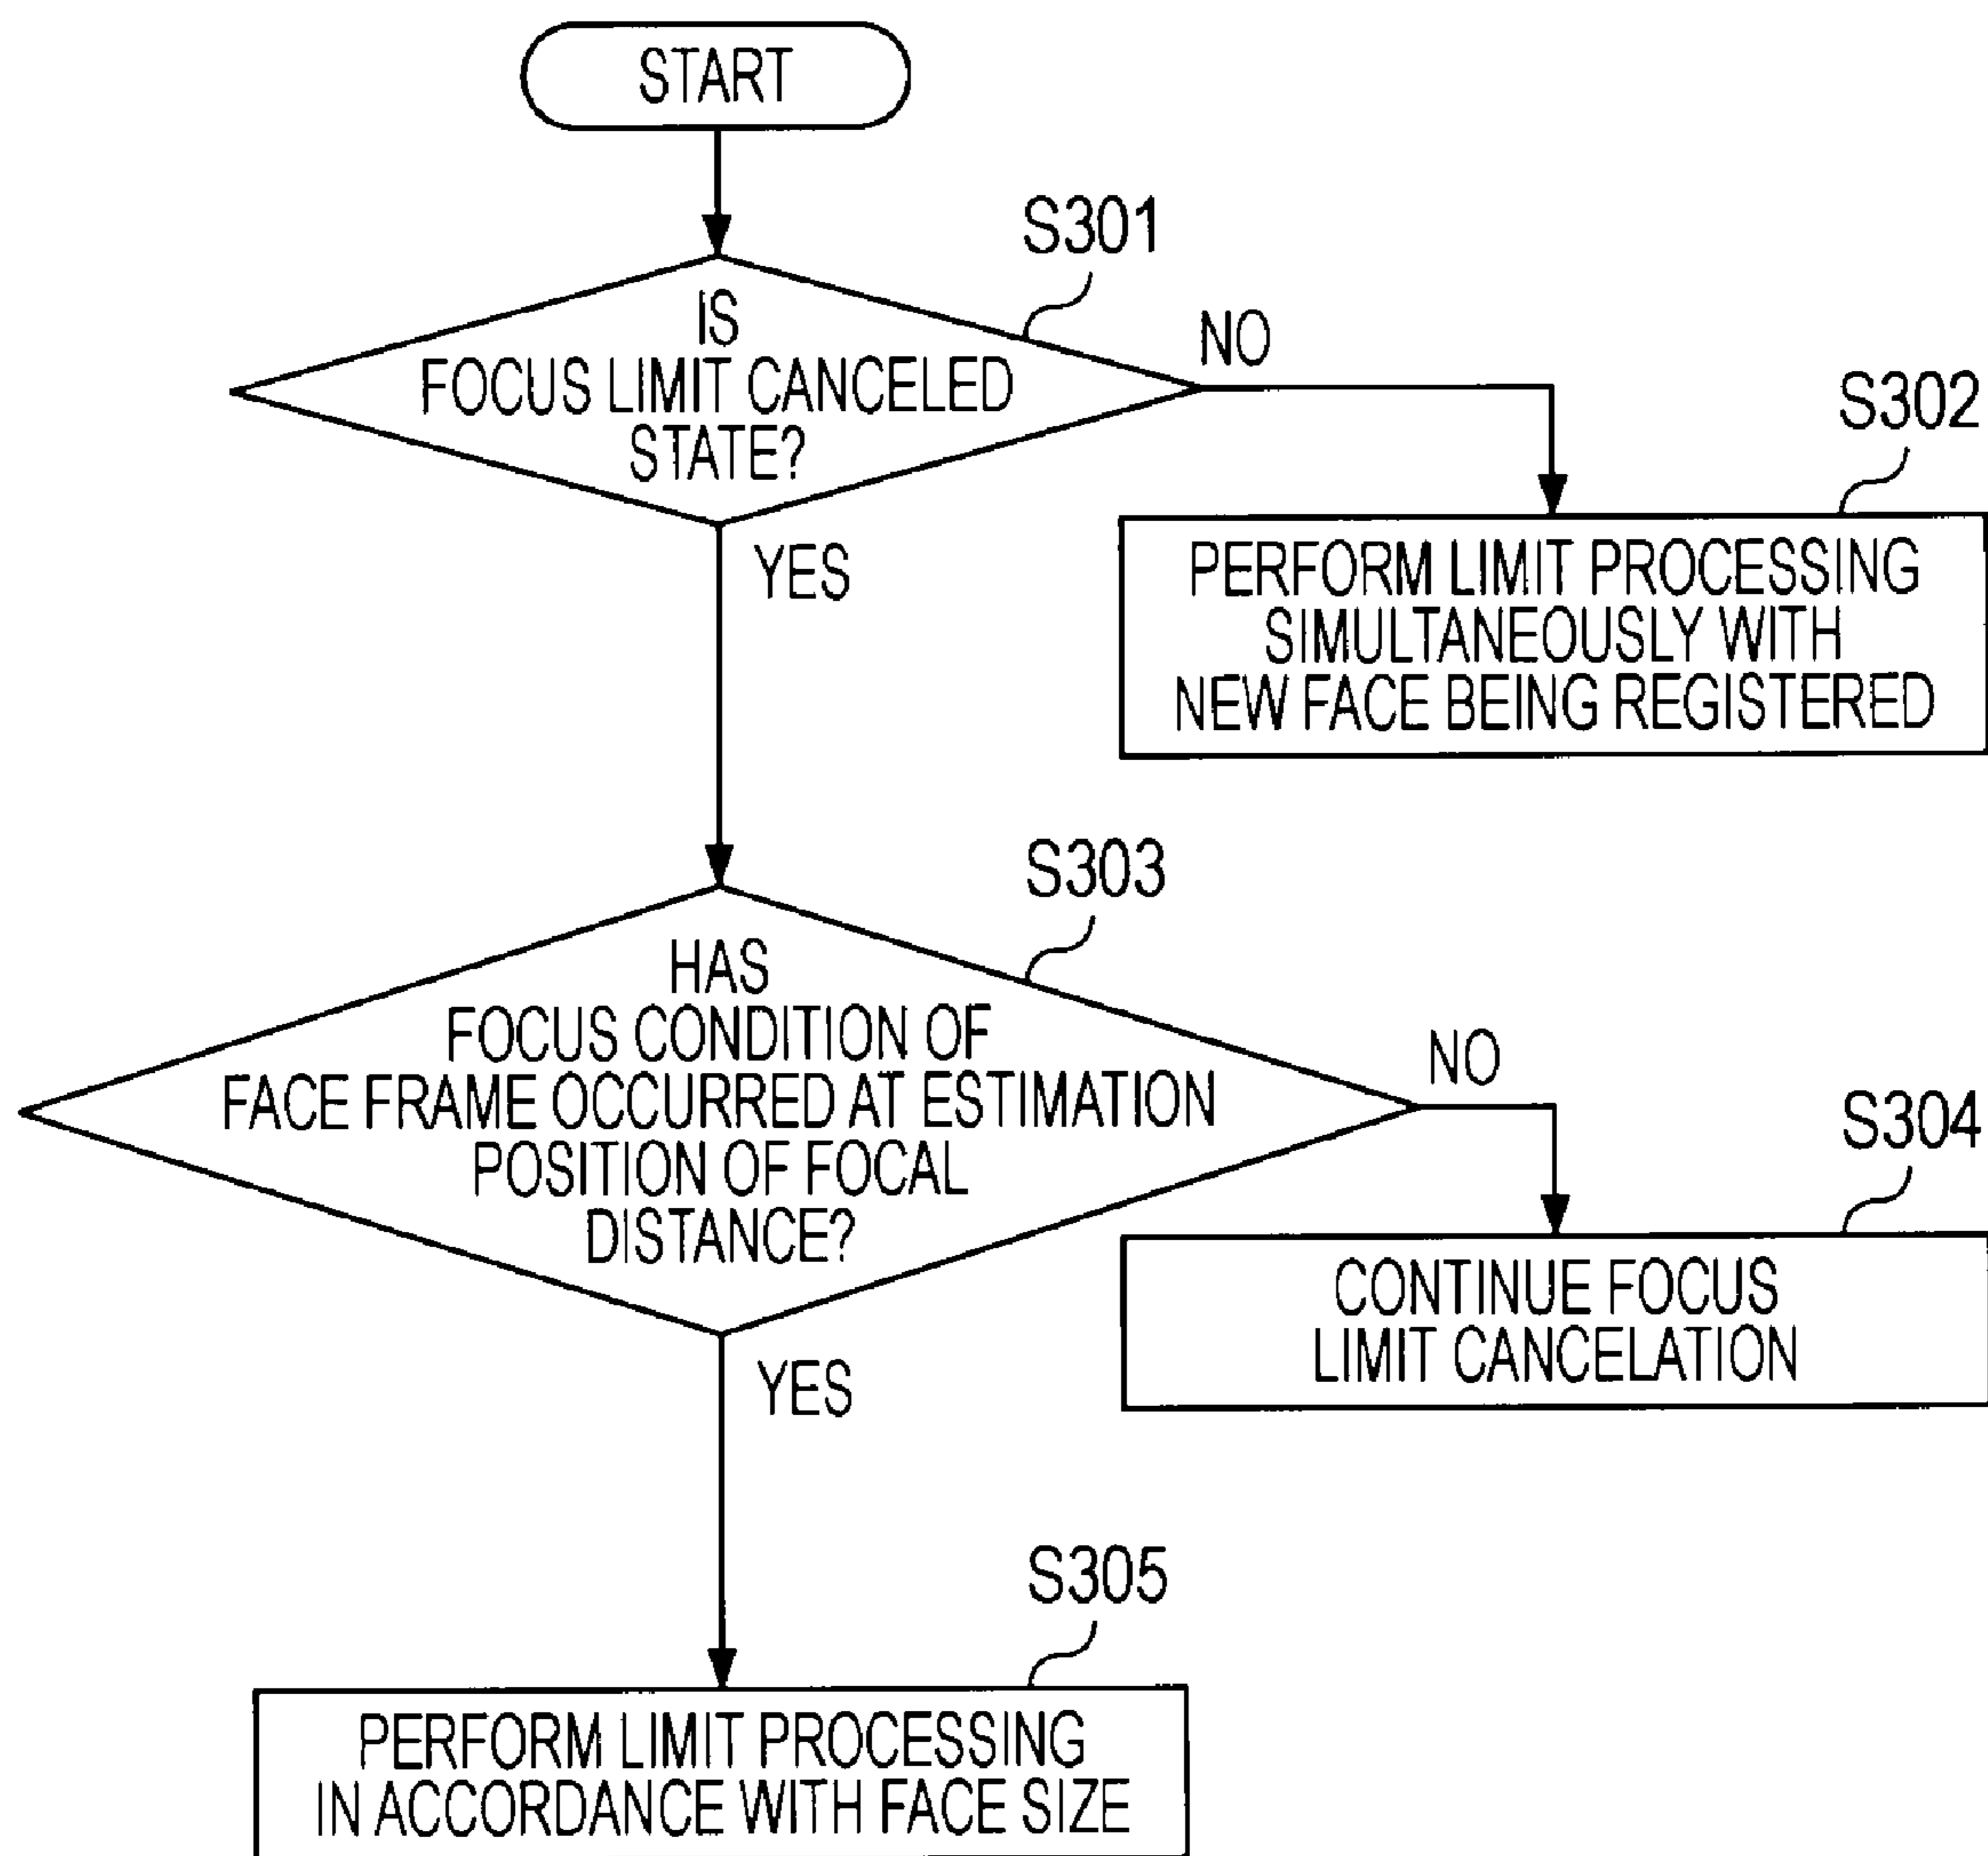 START
S301
IS
FOCUS LIMIT CANCELED
STATE?
NO
YES
S302
PERFORM LIMIT PROCESSING
SIMULTANEOUSLY WITH
NEW FACE BEING REGISTERED
S303
HAS
FOCUS CONDITION OF
FACE FRAME OCCURRED AT ESTIMATION
POSITION OF FOCAL
DISTANCE?
NO
YES
S304
CONTINUE FOCUS
LIMIT CANCELATION
S305
PERFORM LIMIT PROCESSING
IN ACCORDANCE WITH FACE SIZE